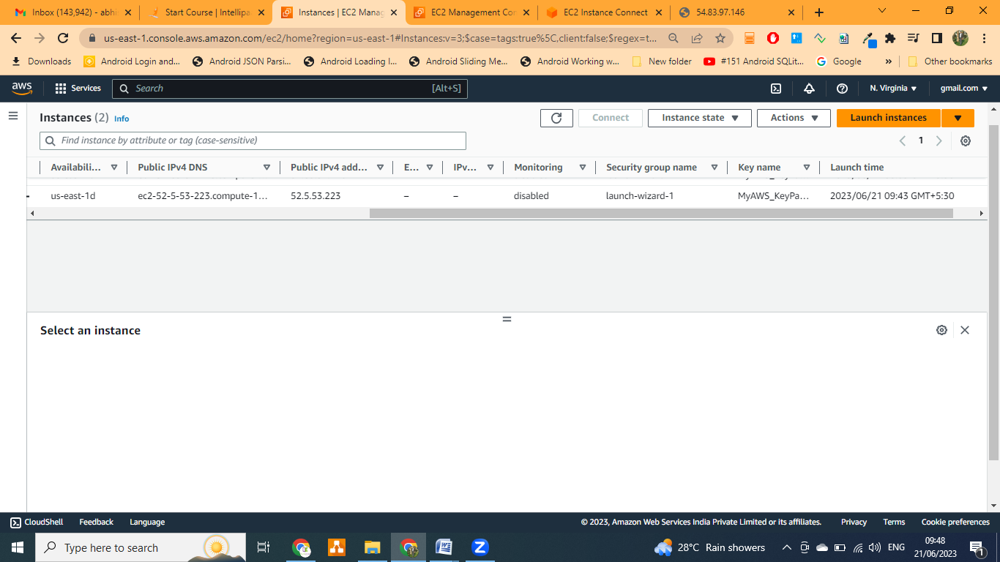 Inbox (143,942) - abhi
Start Course | Intellipa
Instances | EC2 Manag
EC2 Management Con
EC2 Instance Connect
54.83.97.146
us-east-1.console.aws.amazon.com/ec2/home?region=us-east-1#Instances:v=3;$case=tags:true%5C,client:false;$regex=t...
Downloads
Android Login and...
Android JSON Parsi...
Android Loading I...
Android Sliding Me...
Android Working w...
New folder
#151 Android SQLit...
Google
»
Other bookmarks
aws
Services
Search
[Alt+S]
N. Virginia
gmail.com
Instances (2) Info
Connect
Instance state
Actions
Launch instances
Find instance by attribute or tag (case-sensitive)
1
Availabili...
Public IPv4 DNS
Public IPv4 add...
E...
IPv...
Monitoring
Security group name
Key name
Launch time
us-east-1d
ec2-52-5-53-223.compute-1...
52.5.53.223
–
–
disabled
launch-wizard-1
MyAWS_KeyPa...
2023/06/21 09:43 GMT+5:30
Select an instance
CloudShell
Feedback
Language
© 2023, Amazon Web Services India Private Limited or its affiliates.
Privacy
Terms
Cookie preferences
Type here to search
28°C Rain showers
ENG
09:48
21/06/2023
1